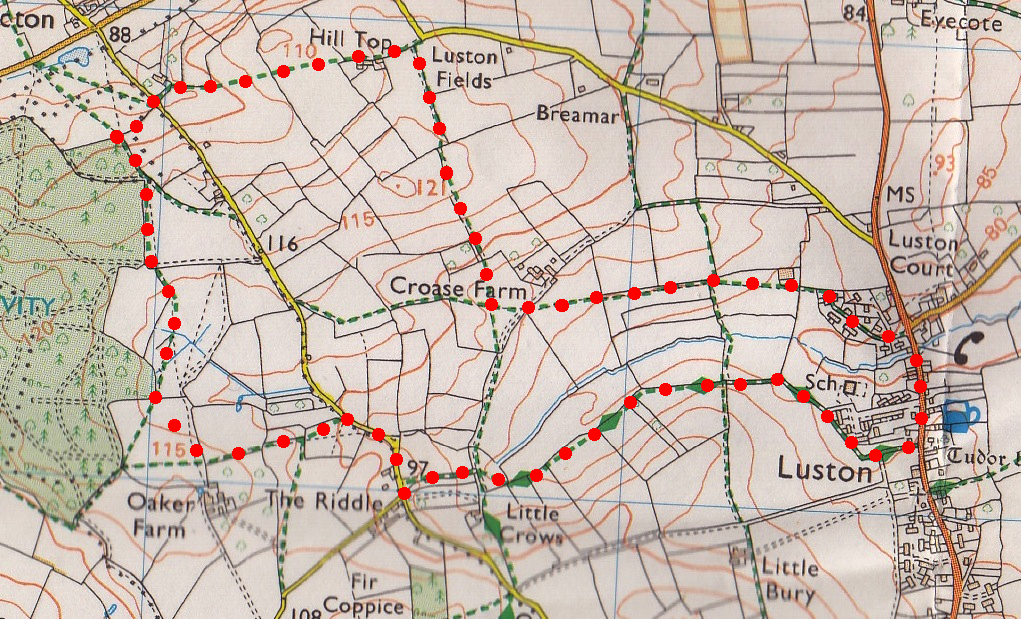 cton
88
110
Hill Top
Luston
Fields
84
Execote
Breamar
93
85
121
115
MS
116
Luston
Court
80
Croase Farm
VITY
120
Sch
115
97
Luston
Tudor
Oaker
Farm
The Riddle
Little
Crows
Little
Bury
Fir
Coppice
108